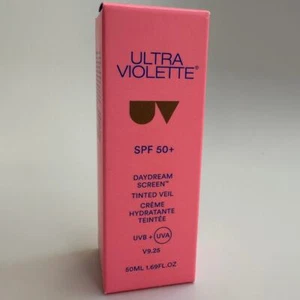 ULTRA
VIOLETTE®
UV
SPF 50+
DAYDREAM
SCREEN™
TINTED VEIL
CRÈME
HYDRATANTE
TEINTÉE
UVB + UVA
V9.25
50ML 1.69FL.OZ